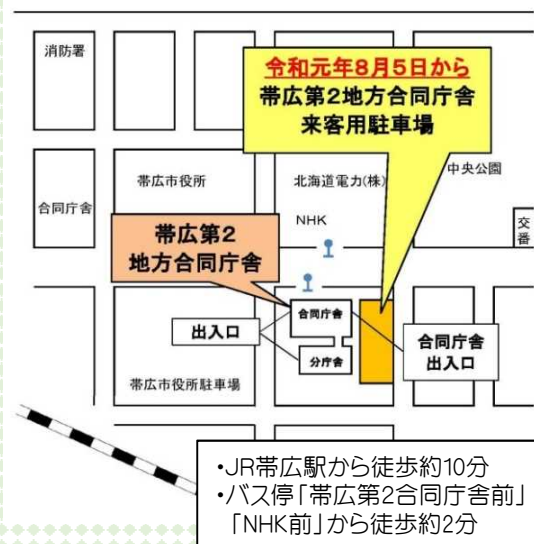 消防署
令和元年8月5日から
帯広第2地方合同庁舎
来客用駐車場
中央公園
合同庁舎
帯広市役所
北海道電力(株)
NHK
交番
帯広第2
地方合同庁舎
合同庁舎
出入口
分庁舎
合同庁舎
出入口
帯広市役所駐車場
・JR帯広駅から徒歩約10分
・バス停「帯広第2合同庁舎前」
「NHK前」から徒歩約2分